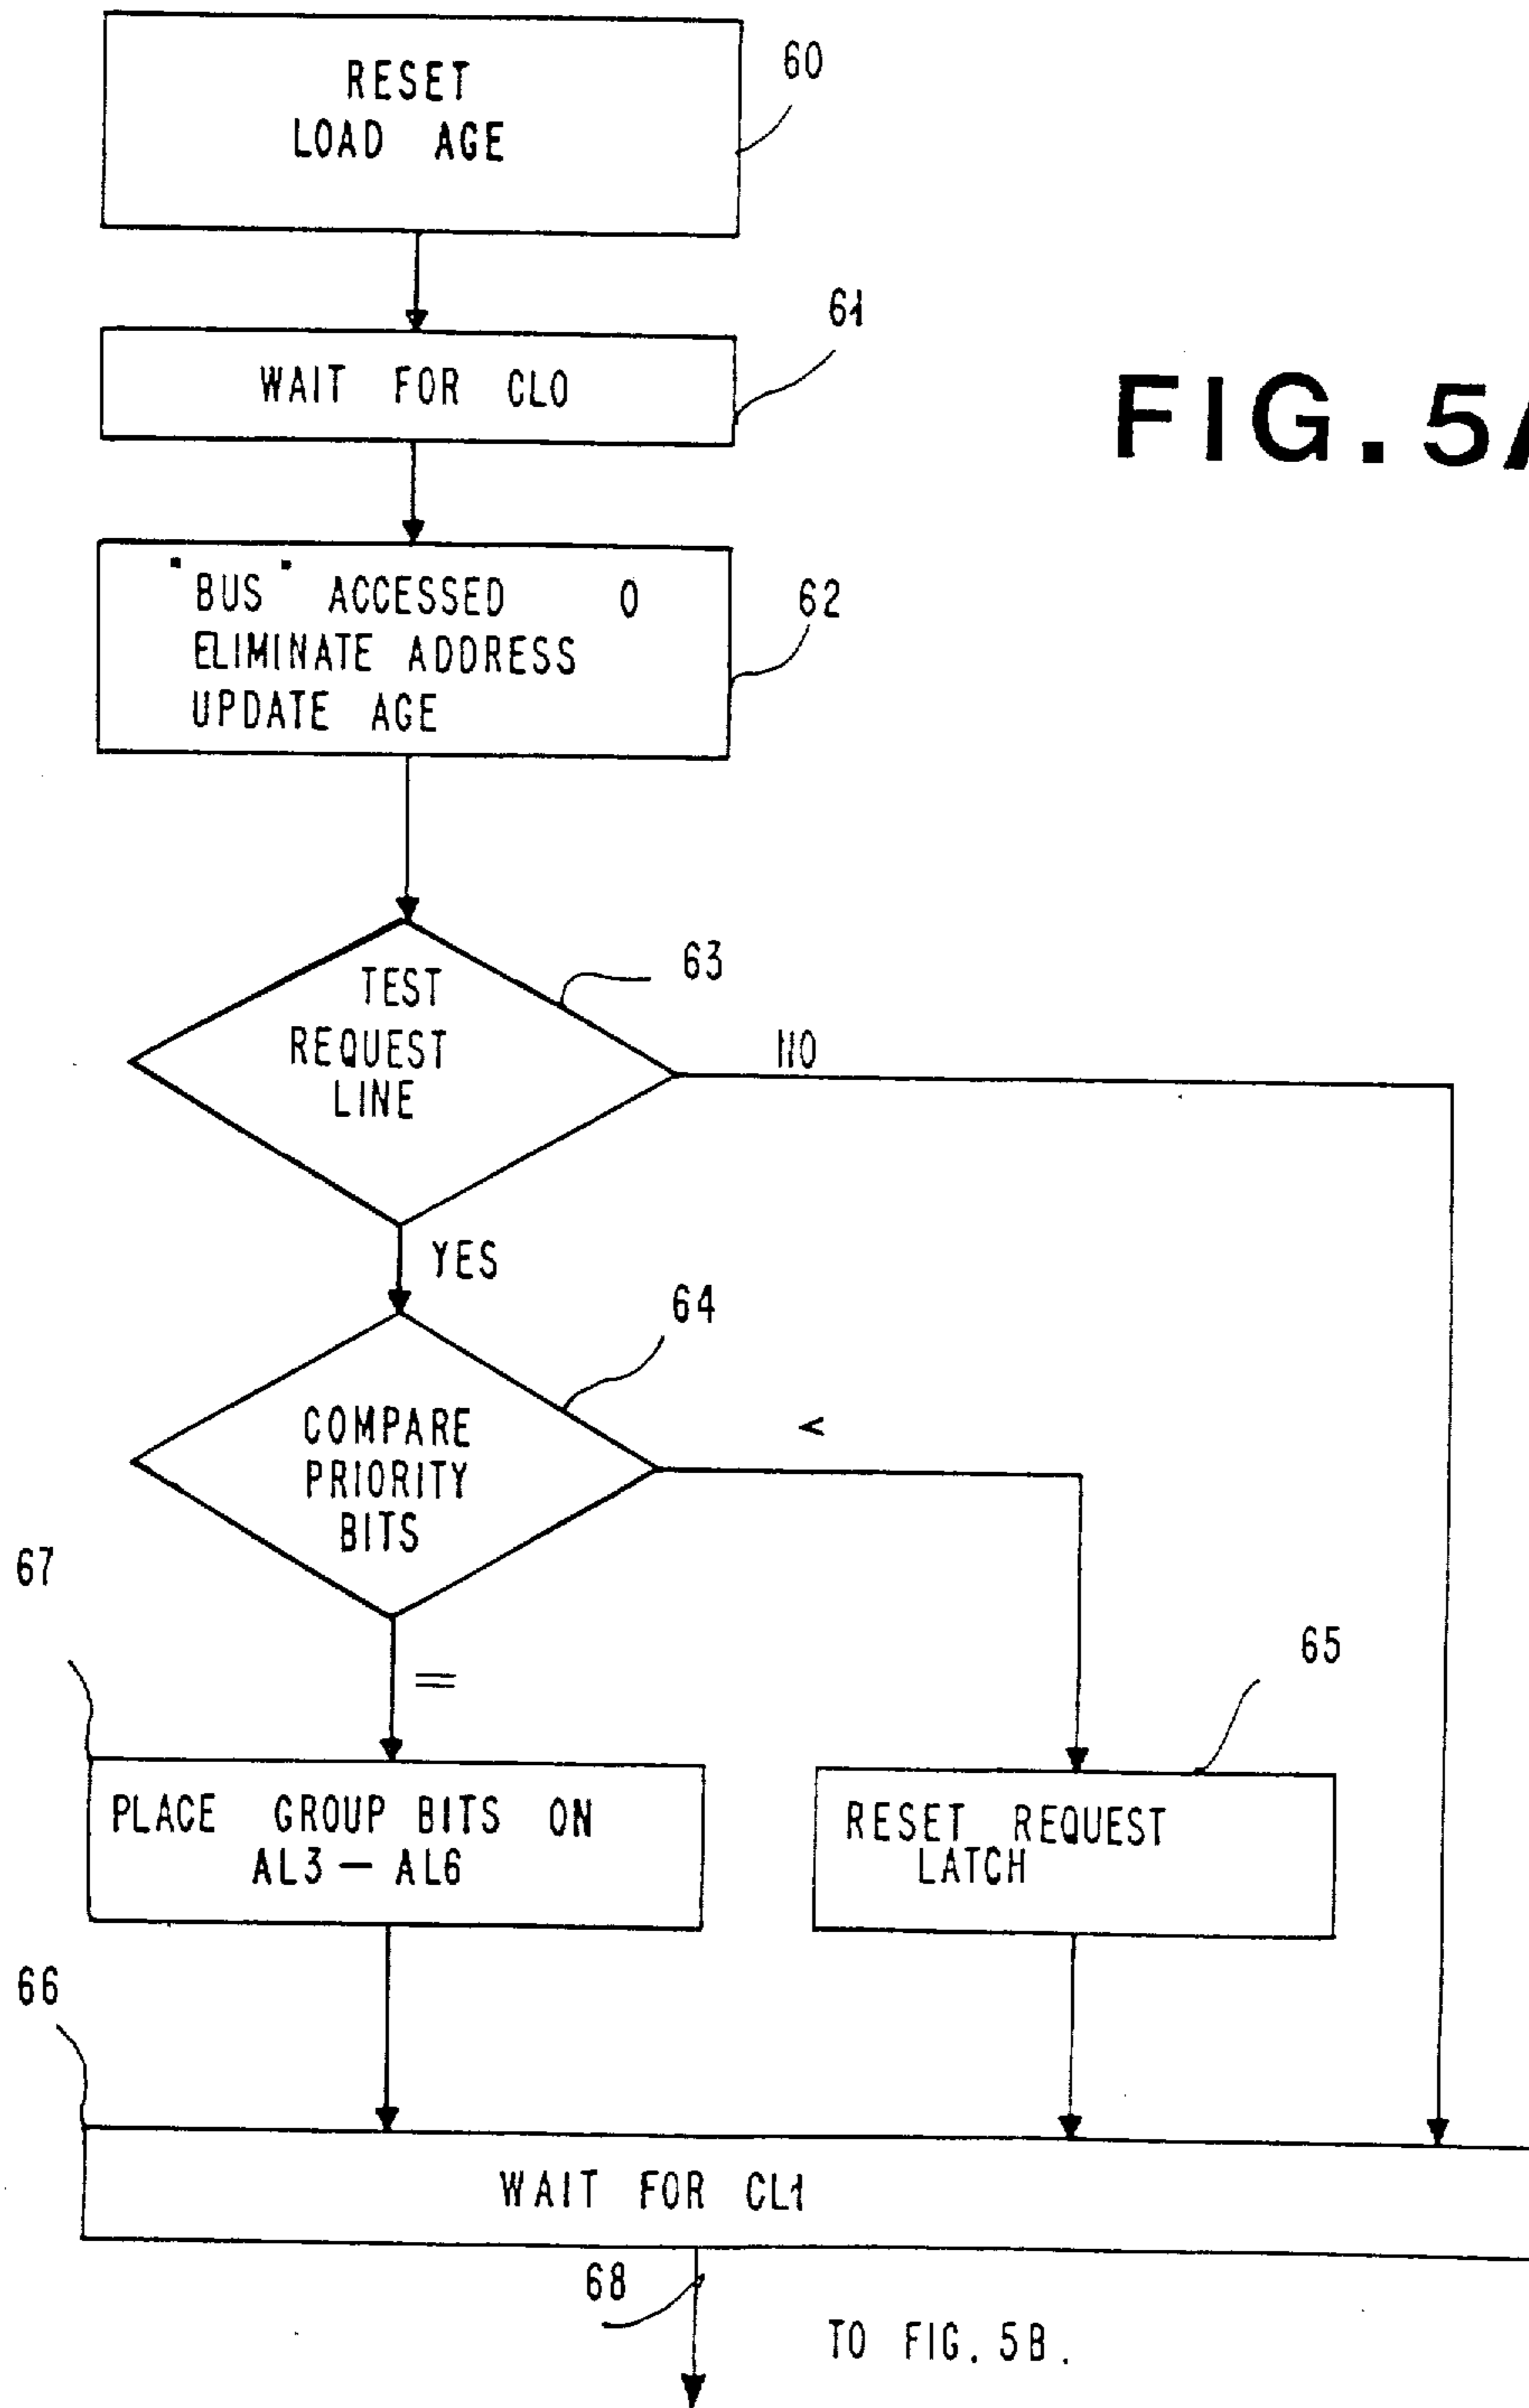 RESET
LOAD AGE
60
WAIT FOR CL0
61
FIG. 5A
"BUS" ACCESSED 0
ELIMINATE ADDRESS
UPDATE AGE
62
TEST
REQUEST
LINE
63
NO
YES
64
COMPARE
PRIORITY
BITS
<
67
=
65
PLACE GROUP BITS ON
AL3 — AL6
RESET REQUEST
LATCH
66
WAIT FOR CL1
68
TO FIG. 5B.